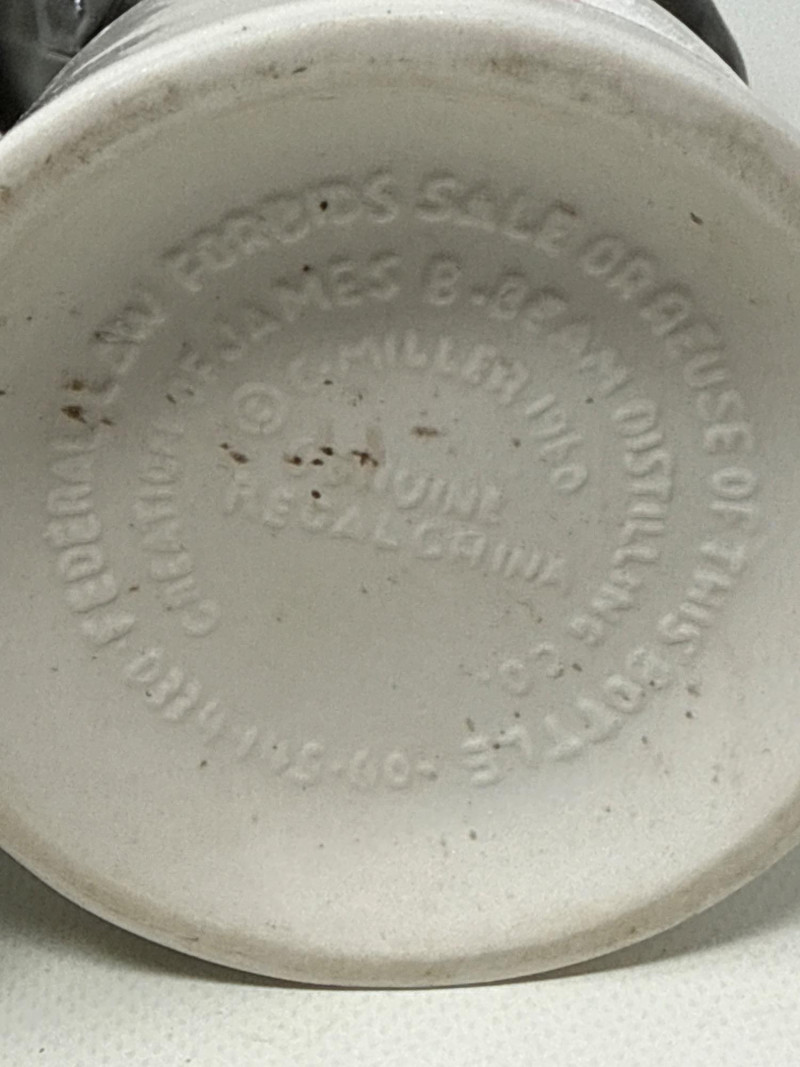 FEDERAL LAW FORBIDS SALE OR REUSE OF THIS BOTTLE
CREATION OF JAMES B. BEAM DISTILLING CO.
© C. MILLER 1960
GENUINE
REGAL CHINA